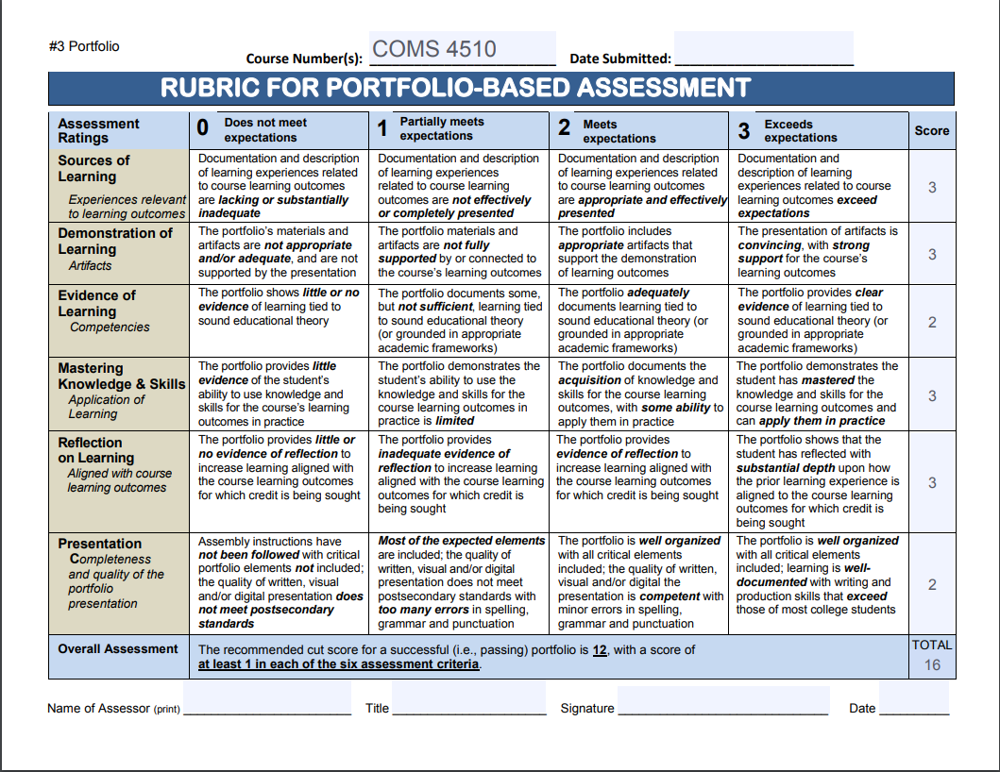 #3 Portfolio
Course Number(s): COMS 4510 Date Submitted:
RUBRIC FOR PORTFOLIO-BASED ASSESSMENT
Assessment
Ratings
0 Does not meet
expectations
1 Partially meets
expectations
2 Meets
expectations
3 Exceeds
expectations
Score
Sources of
Learning
Experiences relevant
to learning outcomes
Documentation and description
of learning experiences related
to course learning outcomes
are lacking or substantially
inadequate
Documentation and description
of learning experiences
related to course learning
outcomes are not effectively
or completely presented
Documentation and description
of learning experiences related
to course learning outcomes
are appropriate and effectively
presented
Documentation and
description of learning
experiences related to course
learning outcomes exceed
expectations
3
Demonstration of
Learning
Artifacts
The portfolio's materials and
artifacts are not appropriate
and/or adequate, and are not
supported by the presentation
The portfolio materials and
artifacts are not fully
supported by or connected to
the course's learning outcomes
The portfolio includes
appropriate artifacts that
support the demonstration
of learning outcomes
The presentation of artifacts is
convincing, with strong
support for the course's
learning outcomes
3
Evidence of
Learning
Competencies
The portfolio shows little or no
evidence of learning tied to
sound educational theory
The portfolio documents some,
but not sufficient, learning tied
to sound educational theory
(or grounded in appropriate
academic frameworks)
The portfolio adequately
documents learning tied to
sound educational theory (or
grounded in appropriate
academic frameworks)
The portfolio provides clear
evidence of learning tied to
sound educational theory (or
grounded in appropriate
academic frameworks)
2
Mastering
Knowledge & Skills
Application of
Learning
The portfolio provides little
evidence of the student's
ability to use knowledge and
skills for the course's learning
outcomes in practice
The portfolio demonstrates the
student's ability to use the
knowledge and skills for the
course learning outcomes in
practice is limited
The portfolio documents the
acquisition of knowledge and
skills for the course learning
outcomes, with some ability to
apply them in practice
The portfolio demonstrates the
student has mastered the
knowledge and skills for the
course learning outcomes and
can apply them in practice
3
Reflection
on Learning
Aligned with course
learning outcomes
The portfolio provides little or
no evidence of reflection to
increase learning aligned with
the course learning outcomes
for which credit is being sought
The portfolio provides
inadequate evidence of
reflection to increase learning
aligned with the course learning
outcomes for which credit is
being sought
The portfolio provides
evidence of reflection to
increase learning aligned with
the course learning outcomes
for which credit is being sought
The portfolio shows that the
student has reflected with
substantial depth upon how
the prior learning experience is
aligned to the course learning
outcomes for which credit is
being sought
3
Presentation
Completeness
and quality of the
portfolio
presentation
Assembly instructions have
not been followed with critical
portfolio elements not included;
the quality of written, visual
and/or digital presentation does
not meet postsecondary
standards
Most of the expected elements
are included; the quality of
written, visual and/or digital
presentation does not meet
postsecondary standards with
too many errors in spelling,
grammar and punctuation
The portfolio is well organized
with all critical elements
included; the quality of written,
visual and/or digital the
presentation is competent with
minor errors in spelling,
grammar and punctuation
The portfolio is well organized
with all critical elements
included; learning is well-
documented with writing and
production skills that exceed
those of most college students
2
Overall Assessment
The recommended cut score for a successful (i.e., passing) portfolio is 12, with a score of
at least 1 in each of the six assessment criteria.
TOTAL
16
Name of Assessor (print) Title Signature Date